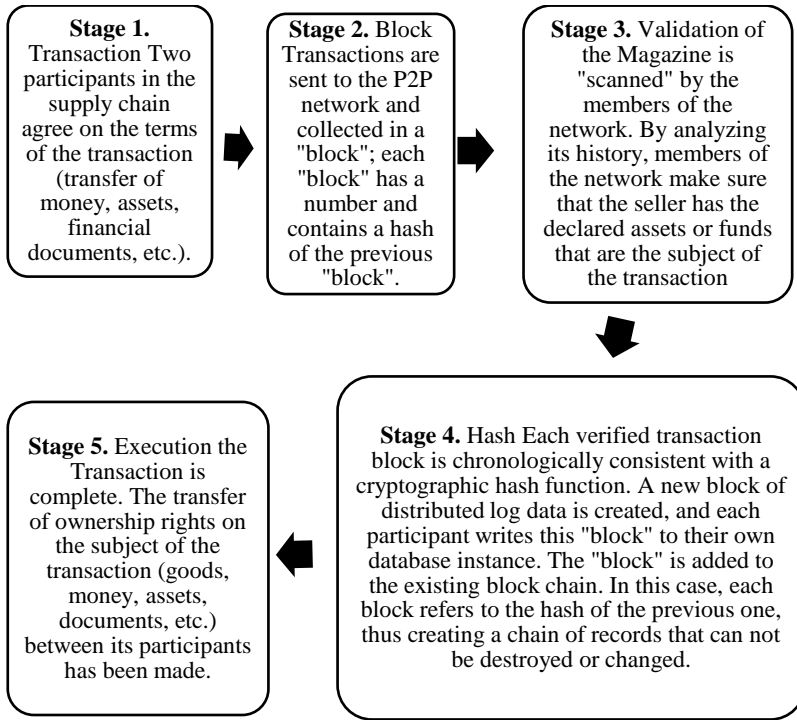 Stage 1.
Transaction Two
participants in the
supply chain
agree on the terms
of the transaction
(transfer of
money, assets,
financial
documents, etc.).
Stage 2. Block
Transactions are
sent to the P2P
network and
collected in a
"block"; each
"block" has a
number and
contains a hash
of the previous
"block".
Stage 3. Validation of
the Magazine is
"scanned" by the
members of the
network. By analyzing
its history, members of
the network make sure
that the seller has the
declared assets or funds
that are the subject of
the transaction
Stage 4. Hash Each verified transaction
block is chronologically consistent with a
cryptographic hash function. A new block of
distributed log data is created, and each
participant writes this "block" to their own
database instance. The "block" is added to
the existing block chain. In this case, each
block refers to the hash of the previous one,
thus creating a chain of records that can not
be destroyed or changed.
Stage 5. Execution the
Transaction is
complete. The transfer
of ownership rights on
the subject of the
transaction (goods,
money, assets,
documents, etc.)
between its participants
has been made.